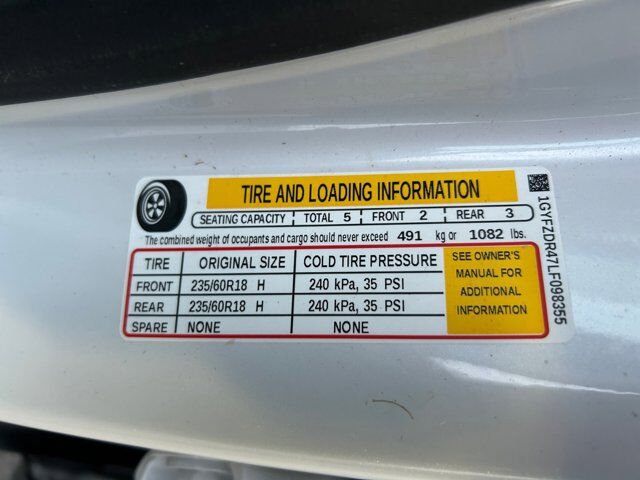 TIRE AND LOADING INFORMATION
SEATING CAPACITY TOTAL 5 FRONT 2 REAR 3
The combined weight of occupants and cargo should never exceed 491 kg or 1082 lbs.
TIRE ORIGINAL SIZE COLD TIRE PRESSURE
FRONT 235/60R18 H 240 kPa, 35 PSI
REAR 235/60R18 H 240 kPa, 35 PSI
SPARE NONE NONE
SEE OWNER'S
MANUAL FOR
ADDITIONAL
INFORMATION
1GYFZDR47LF098355